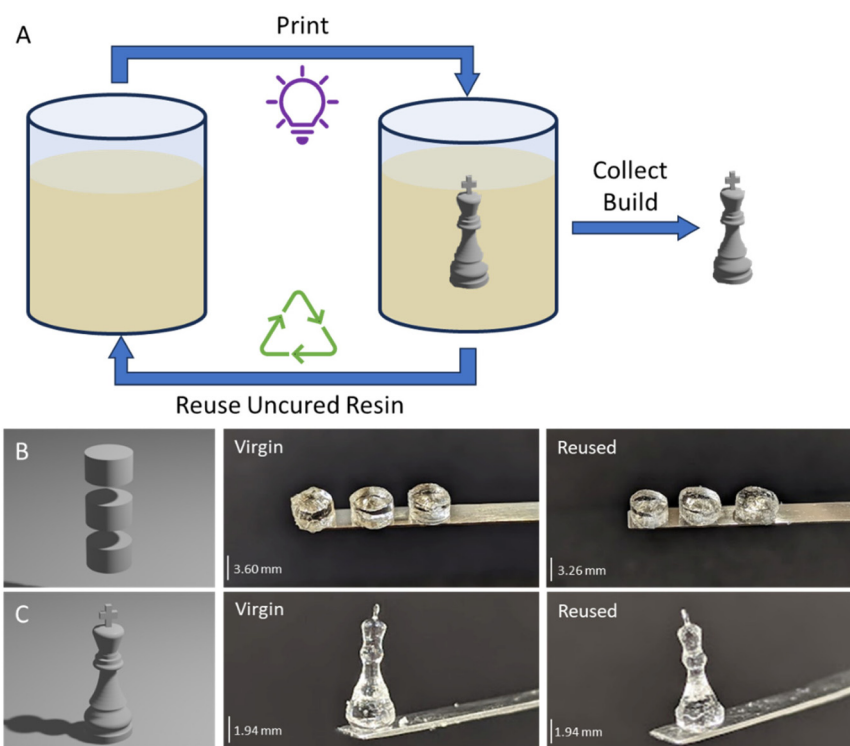 A
Print
Collect
Build
Reuse Uncured Resin
B
Virgin
3.60 mm
Reused
3.26 mm
C
Virgin
1.94 mm
Reused
1.94 mm